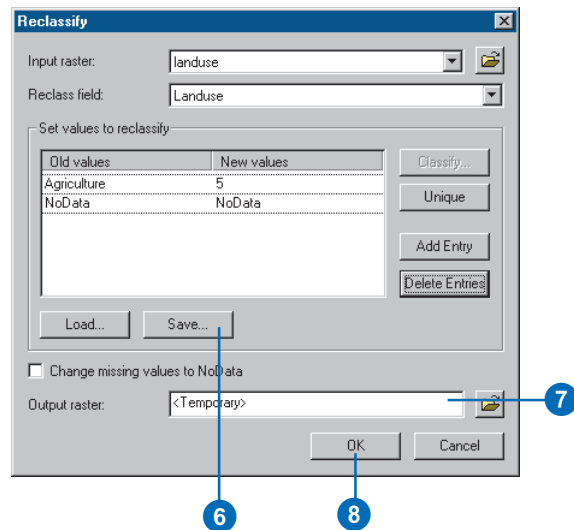 Reclassify
Input raster: landuse
Reclass field: Landuse
Set values to reclassify
Old values New values
Agriculture 5
NoData NoData
Classify...
Unique
Add Entry
Delete Entries
Load... Save...
Change missing values to NoData
Output raster: <Temporary>
7
OK Cancel
6 8